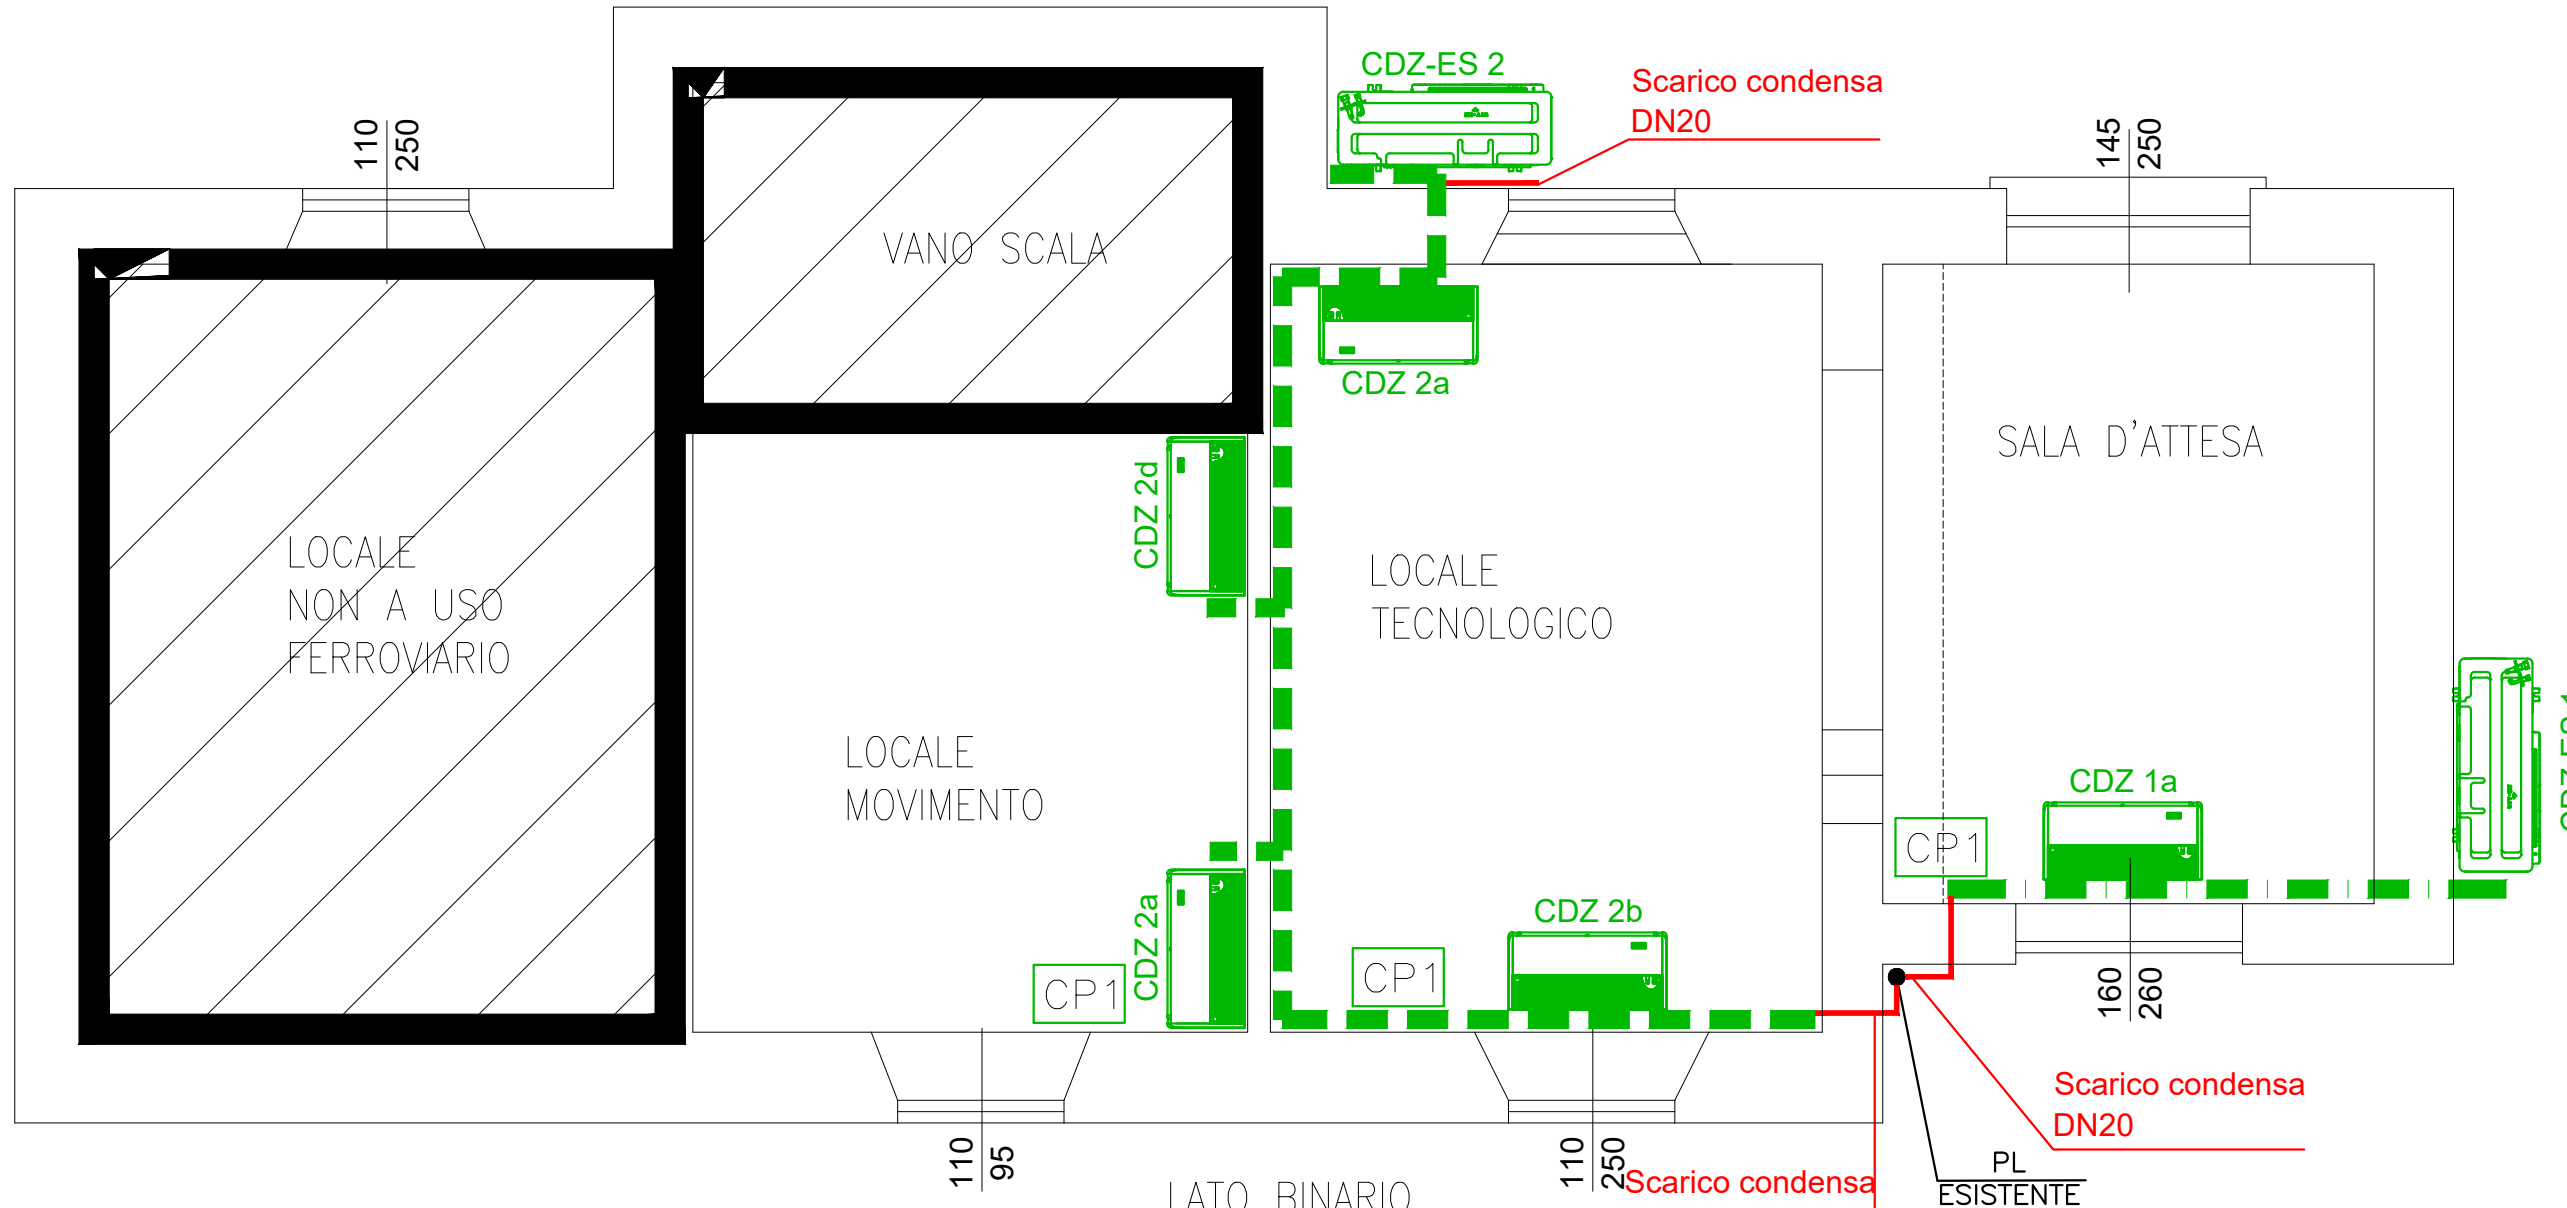 CDZ-ES 2
Scarico condensa
DN20
110
250
145
250
VANO SCALA
CDZ 2a
SALA D'ATTESA
CDZ 2d
LOCALE
NON A USO
FERROVIARIO
LOCALE
TECNOLOGICO
LOCALE
MOVIMENTO
CDZ 1a
CP1
CDZ 2a
CDZ 2b
CP1
CP1
160
260
Scarico condensa
DN20
110
95
110
250
Scarico condensa
PL
ESISTENTE
LATO BINARIO